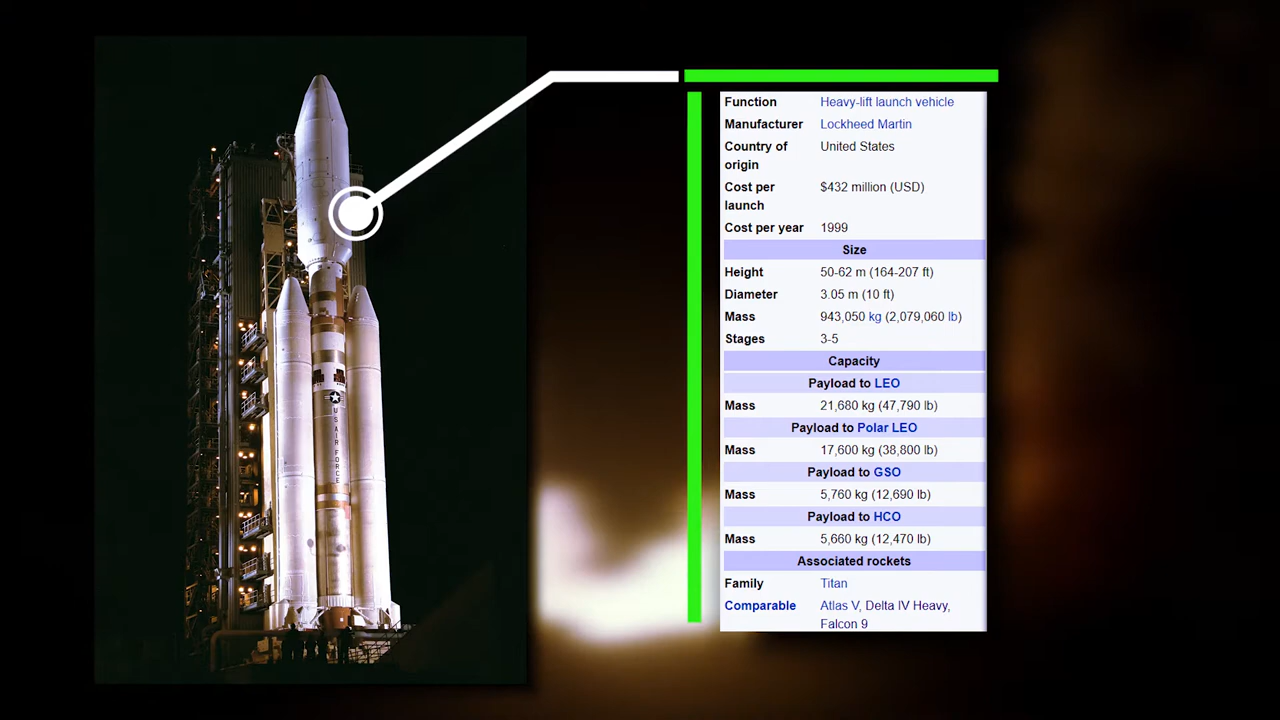 Function Heavy-lift launch vehicle
Manufacturer Lockheed Martin
Country of origin United States
Cost per launch $432 million (USD)
Cost per year 1999
Size
Height 50-62 m (164-207 ft)
Diameter 3.05 m (10 ft)
Mass 943,050 kg (2,079,060 lb)
Stages 3-5
Capacity
Payload to LEO
Mass 21,680 kg (47,790 lb)
Payload to Polar LEO
Mass 17,600 kg (38,800 lb)
Payload to GSO
Mass 5,760 kg (12,690 lb)
Payload to HCO
Mass 5,660 kg (12,470 lb)
Associated rockets
Family Titan
Comparable Atlas V, Delta IV Heavy,
Falcon 9
U S AIR FORCE